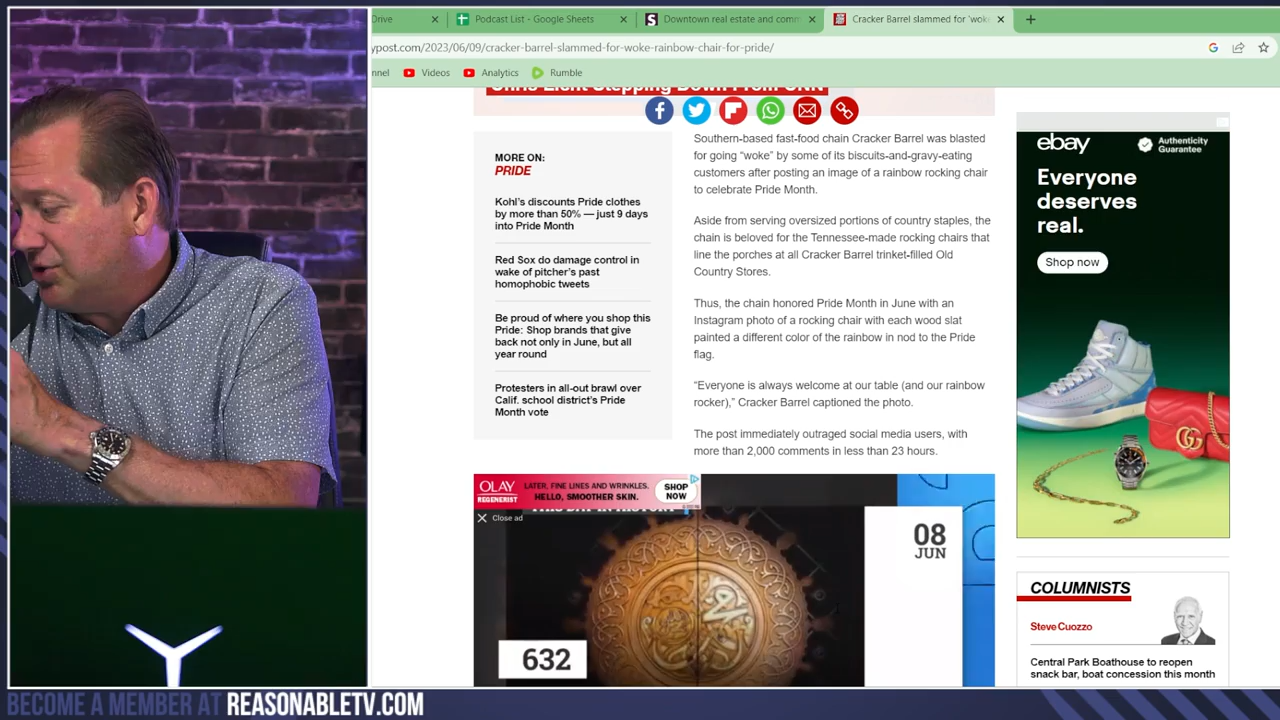 Drive
Podcast List - Google Sheets
Downtown real estate and comm
Cracker Barrel slammed for 'woke
ypost.com/2023/06/09/cracker-barrel-slammed-for-woke-rainbow-chair-for-pride/
nnel
Videos
Analytics
Rumble
Chris Licht Stepping Down From CNN
MORE ON:
PRIDE
Kohl's discounts Pride clothes
by more than 50% — just 9 days
into Pride Month
Red Sox do damage control in
wake of pitcher's past
homophobic tweets
Be proud of where you shop this
Pride: Shop brands that give
back not only in June, but all
year round
Protesters in all-out brawl over
Calif. school district's Pride
Month vote
Southern-based fast-food chain Cracker Barrel was blasted
for going "woke" by some of its biscuits-and-gravy-eating
customers after posting an image of a rainbow rocking chair
to celebrate Pride Month.
Aside from serving oversized portions of country staples, the
chain is beloved for the Tennessee-made rocking chairs that
line the porches at all Cracker Barrel trinket-filled Old
Country Stores.
Thus, the chain honored Pride Month in June with an
Instagram photo of a rocking chair with each wood slat
painted a different color of the rainbow in nod to the Pride
flag.
"Everyone is always welcome at our table (and our rainbow
rocker)," Cracker Barrel captioned the photo.
The post immediately outraged social media users, with
more than 2,000 comments in less than 23 hours.
OLAY
REGENERIST
LATER, FINE LINES AND WRINKLES.
HELLO, SMOOTHER SKIN.
SHOP
NOW
Close ad
THIS DAY IN HISTORY
08
JUN
632
ebay
Authenticity
Guarantee
Everyone
deserves
real.
Shop now
COLUMNISTS
Steve Cuozzo
Central Park Boathouse to reopen
snack bar, boat concession this month
BECOME A MEMBER AT REASONABLETV.COM